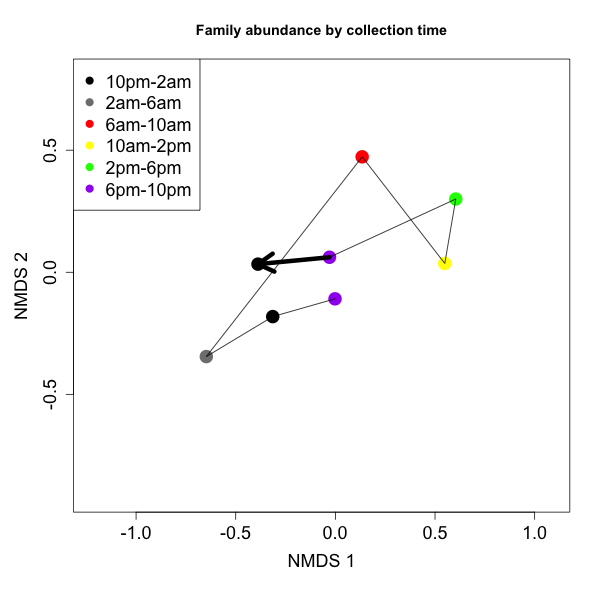 Family abundance by collection time
10pm-2am
2am-6am
6am-10am
10am-2pm
2pm-6pm
6pm-10pm
0.5
0.0
-0.5
NMDS 2
-1.0 -0.5 0.0 0.5 1.0
NMDS 1